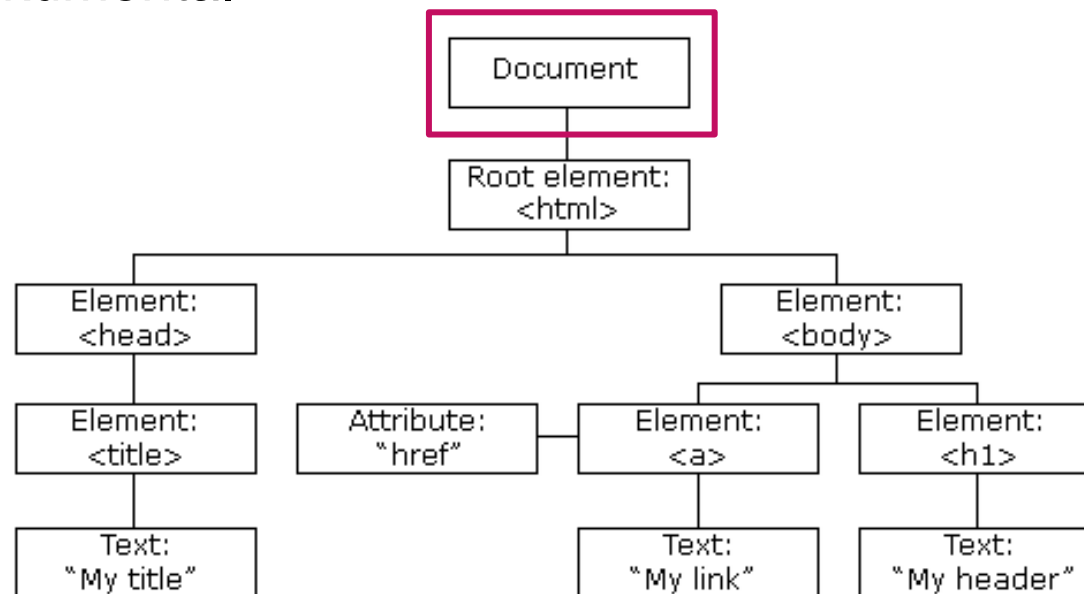 Document
Root element:
<html>
Element:
<head>
Element:
<body>
Element:
<title>
Attribute:
"href"
Element:
<a>
Element:
<h1>
Text:
"My title"
Text:
"My link"
Text:
"My header"